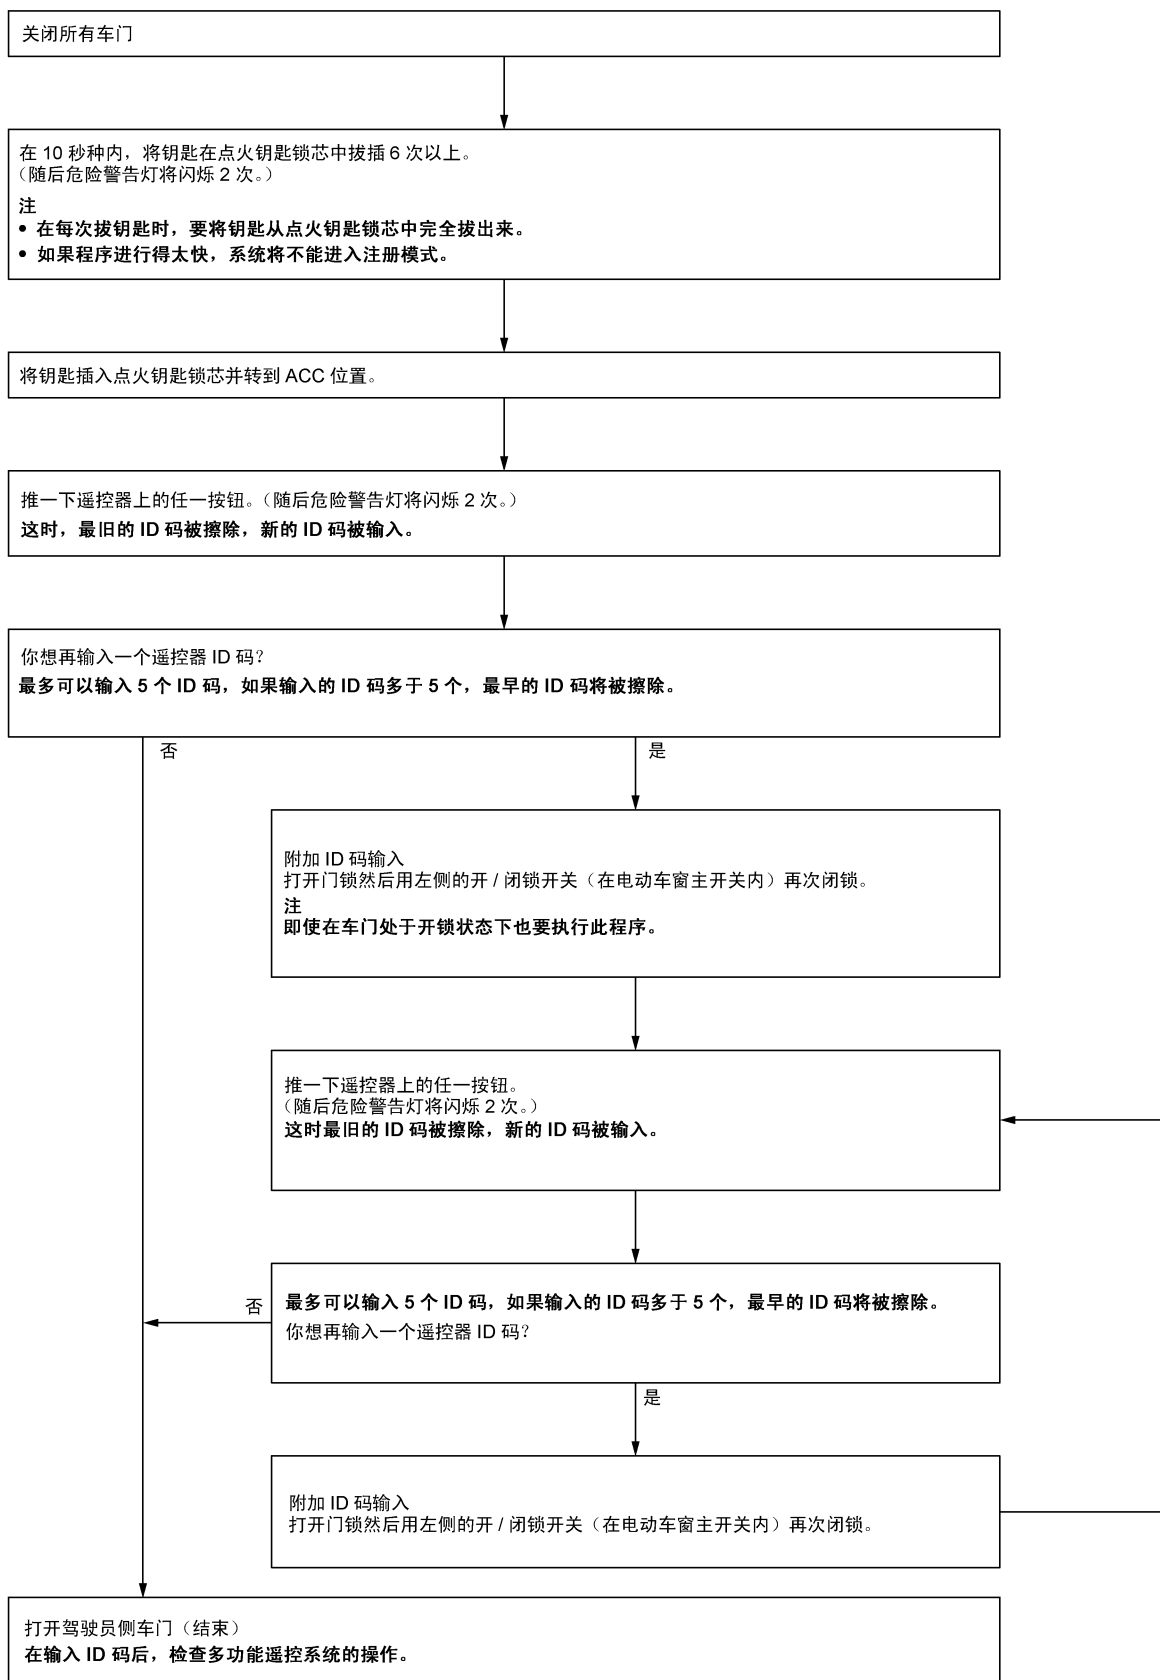 关闭所有车门
在 10 秒种内，将钥匙在点火钥匙锁芯中拔插 6 次以上。
（随后危险警告灯将闪烁 2 次。）
注
• 在每次拔钥匙时，要将钥匙从点火钥匙锁芯中完全拔出来。
• 如果程序进行得太快，系统将不能进入注册模式。
将钥匙插入点火钥匙锁芯并转到 ACC 位置。
推一下遥控器上的任一按钮。（随后危险警告灯将闪烁 2 次。）
这时，最旧的 ID 码被擦除，新的 ID 码被输入。
你想再输入一个遥控器 ID 码？
最多可以输入 5 个 ID 码，如果输入的 ID 码多于 5 个，最早的 ID 码将被擦除。
否
是
附加 ID 码输入
打开门锁然后用左侧的开 / 闭锁开关（在电动车窗主开关内）再次闭锁。
注
即使在车门处于开锁状态下也要执行此程序。
推一下遥控器上的任一按钮。
（随后危险警告灯将闪烁 2 次。）
这时最旧的 ID 码被擦除，新的 ID 码被输入。
否
最多可以输入 5 个 ID 码，如果输入的 ID 码多于 5 个，最早的 ID 码将被擦除。
你想再输入一个遥控器 ID 码？
是
附加 ID 码输入
打开门锁然后用左侧的开 / 闭锁开关（在电动车窗主开关内）再次闭锁。
打开驾驶员侧车门（结束）
在输入 ID 码后，检查多功能遥控系统的操作。